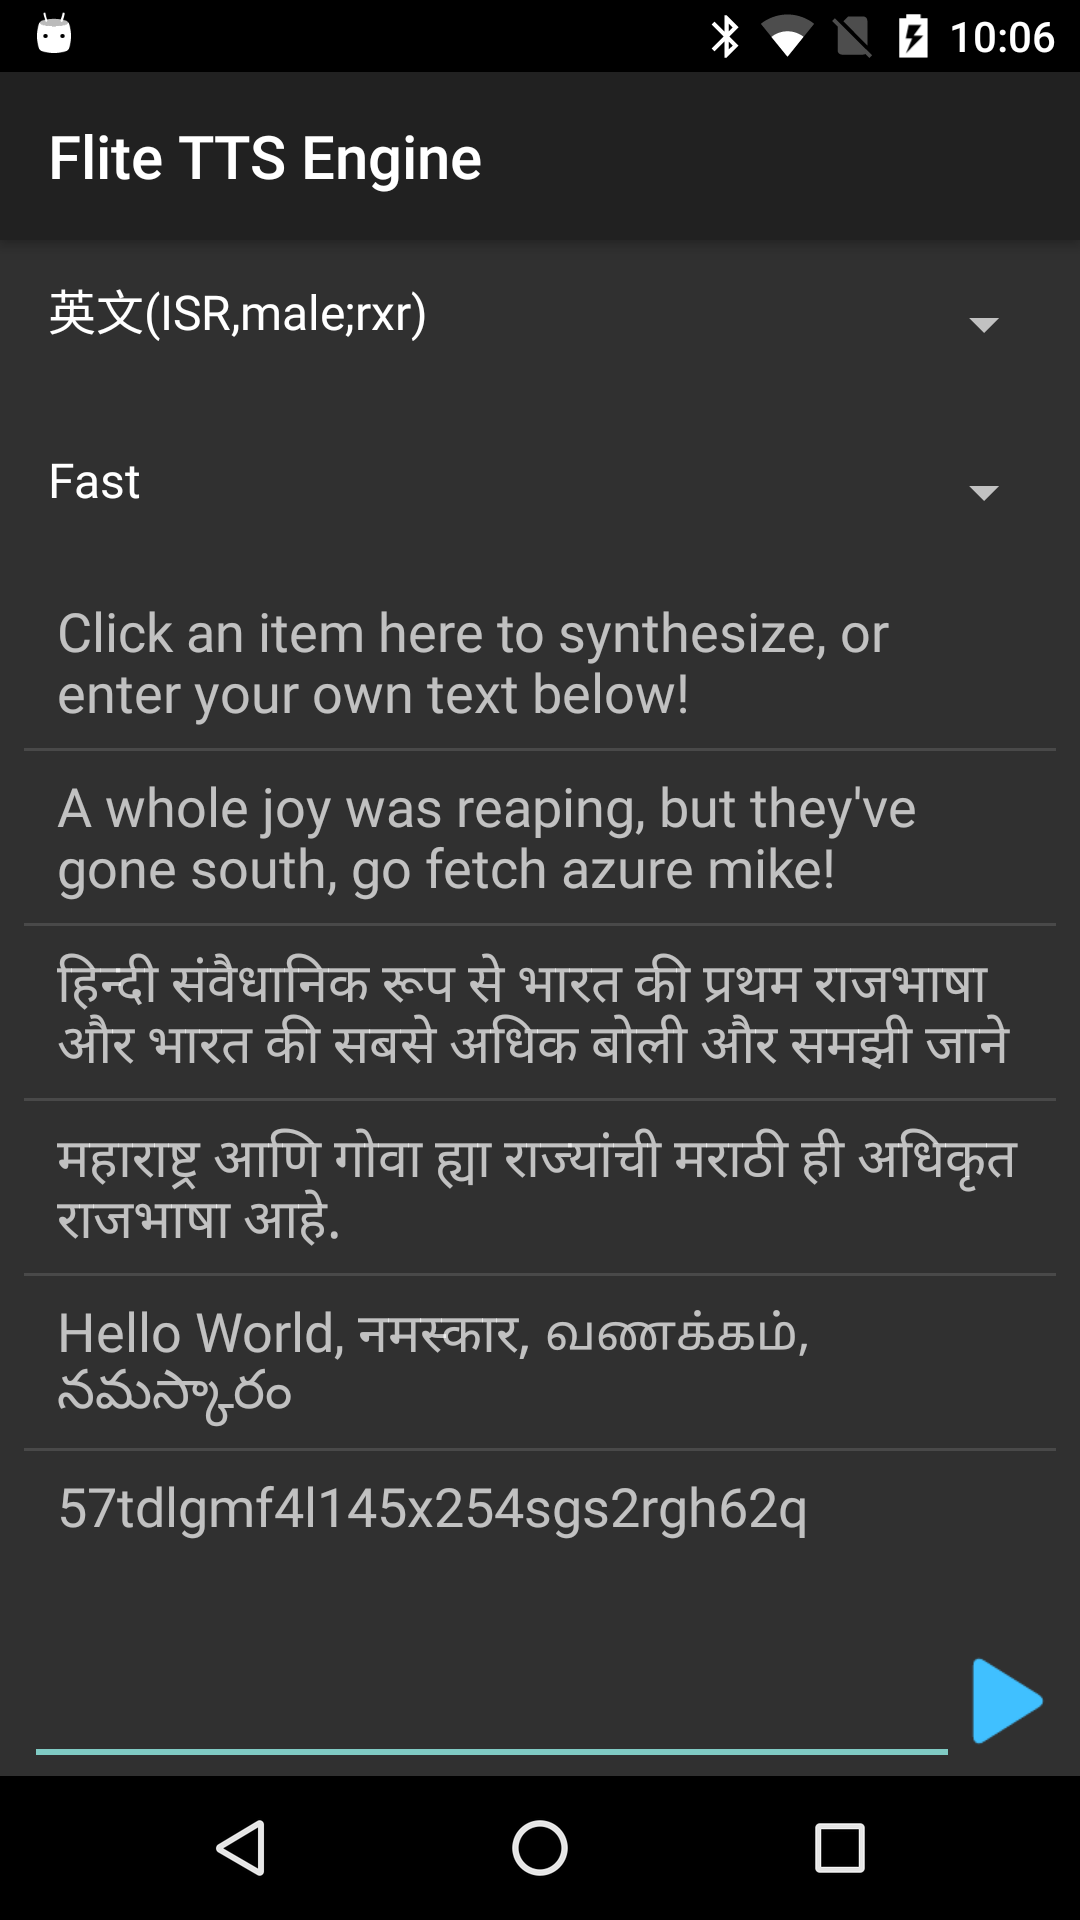 10:06
Flite TTS Engine
英文(ISR,male;rxr)
Fast
Click an item here to synthesize, or
enter your own text below!
A whole joy was reaping, but they've
gone south, go fetch azure mike!
हिन्दी संवैधानिक रूप से भारत की प्रथम राजभाषा
और भारत की सबसे अधिक बोली और समझी जाने
महाराष्ट्र आणि गोवा ह्या राज्यांची मराठी ही अधिकृत
राजभाषा आहे.
Hello World, नमस्कार, வணக்கம்,
నమస్కారం
57tdlgmf4l145x254sgs2rgh62q